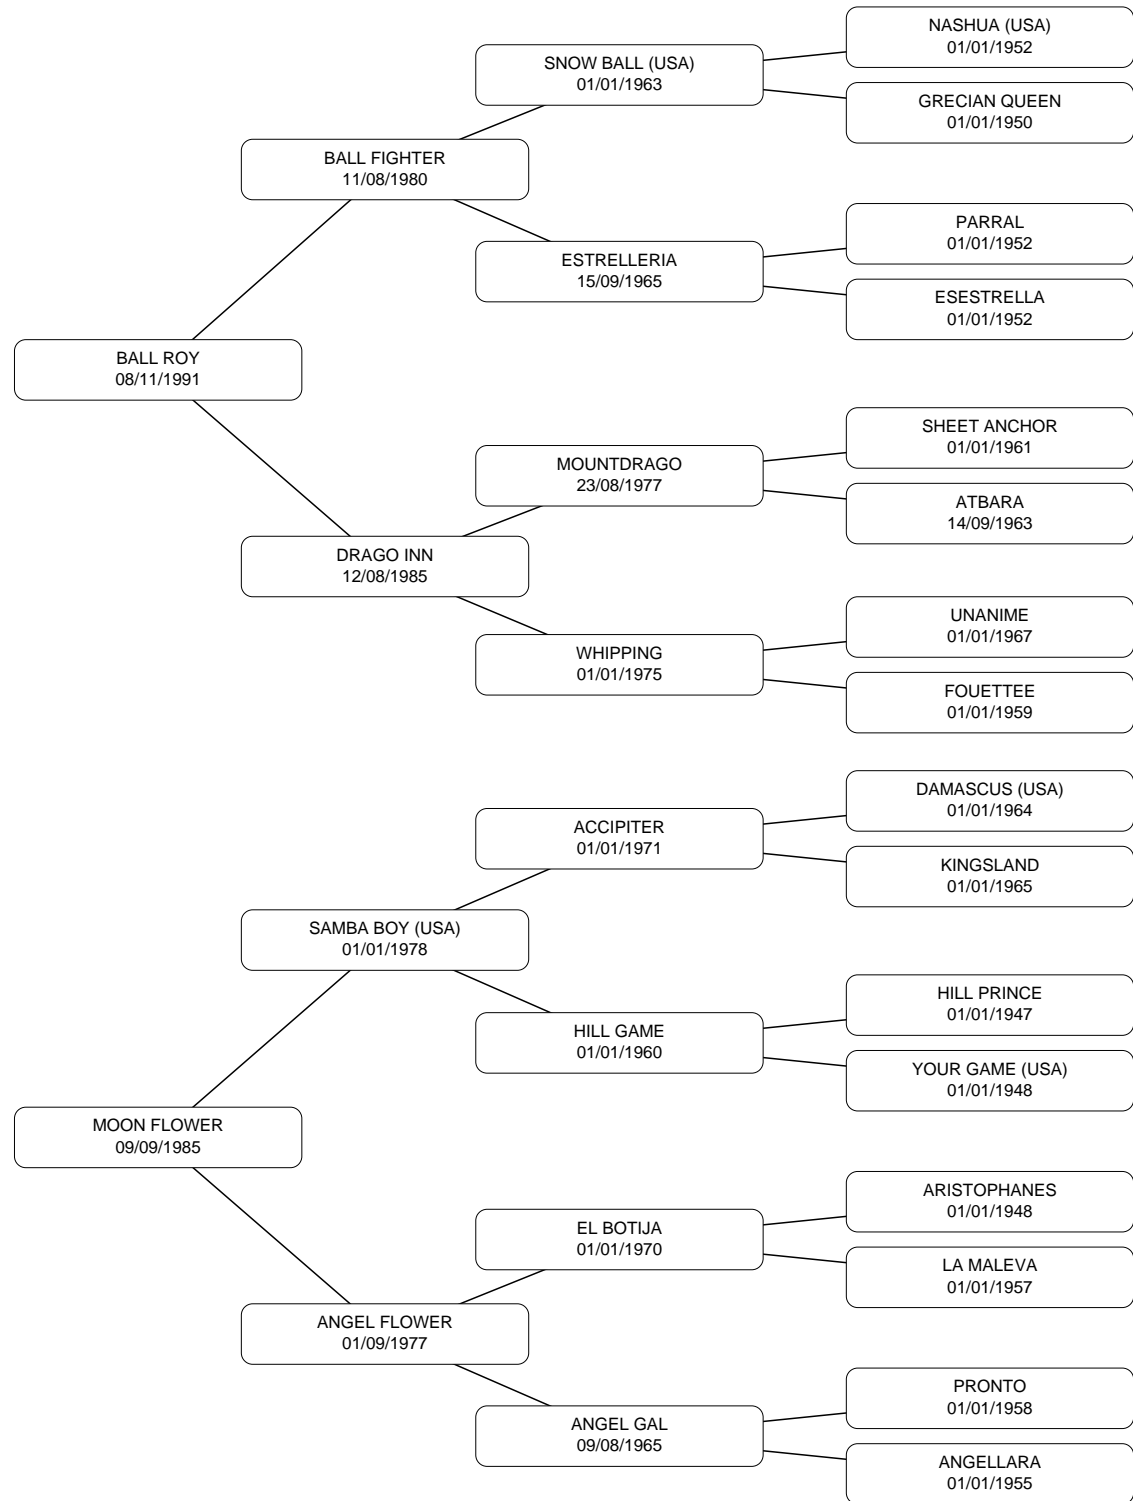 NASHUA (USA)
01/01/1952
SNOW BALL (USA)
01/01/1963
GRECIAN QUEEN
01/01/1950
BALL FIGHTER
11/08/1980
PARRAL
01/01/1952
ESTRELLERIA
15/09/1965
ESESTRELLA
01/01/1952
BALL ROY
08/11/1991
SHEET ANCHOR
01/01/1961
MOUNTDRAGO
23/08/1977
ATBARA
14/09/1963
DRAGO INN
12/08/1985
UNANIME
01/01/1967
WHIPPING
01/01/1975
FOUETTEE
01/01/1959
DAMASCUS (USA)
01/01/1964
ACCIPITER
01/01/1971
KINGSLAND
01/01/1965
SAMBA BOY (USA)
01/01/1978
HILL PRINCE
01/01/1947
HILL GAME
01/01/1960
YOUR GAME (USA)
01/01/1948
MOON FLOWER
09/09/1985
ARISTOPHANES
01/01/1948
EL BOTIJA
01/01/1970
LA MALEVA
01/01/1957
ANGEL FLOWER
01/09/1977
PRONTO
01/01/1958
ANGEL GAL
09/08/1965
ANGELLARA
01/01/1955